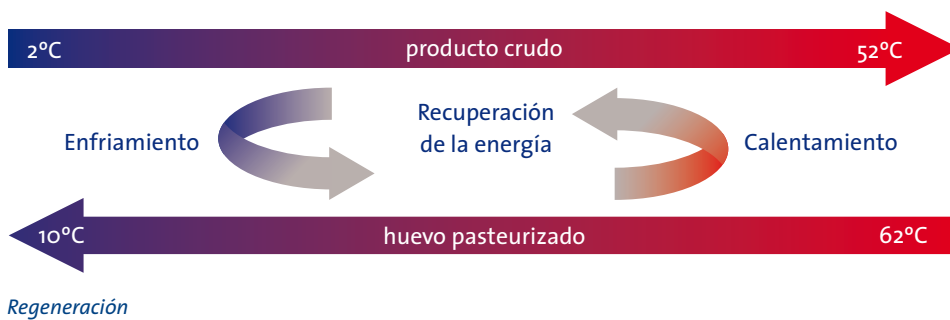 2ºC producto crudo 52ºC
Recuperación
de la energía
Enfriamiento
Calentamiento
10ºC huevo pasteurizado 62ºC
Regeneración